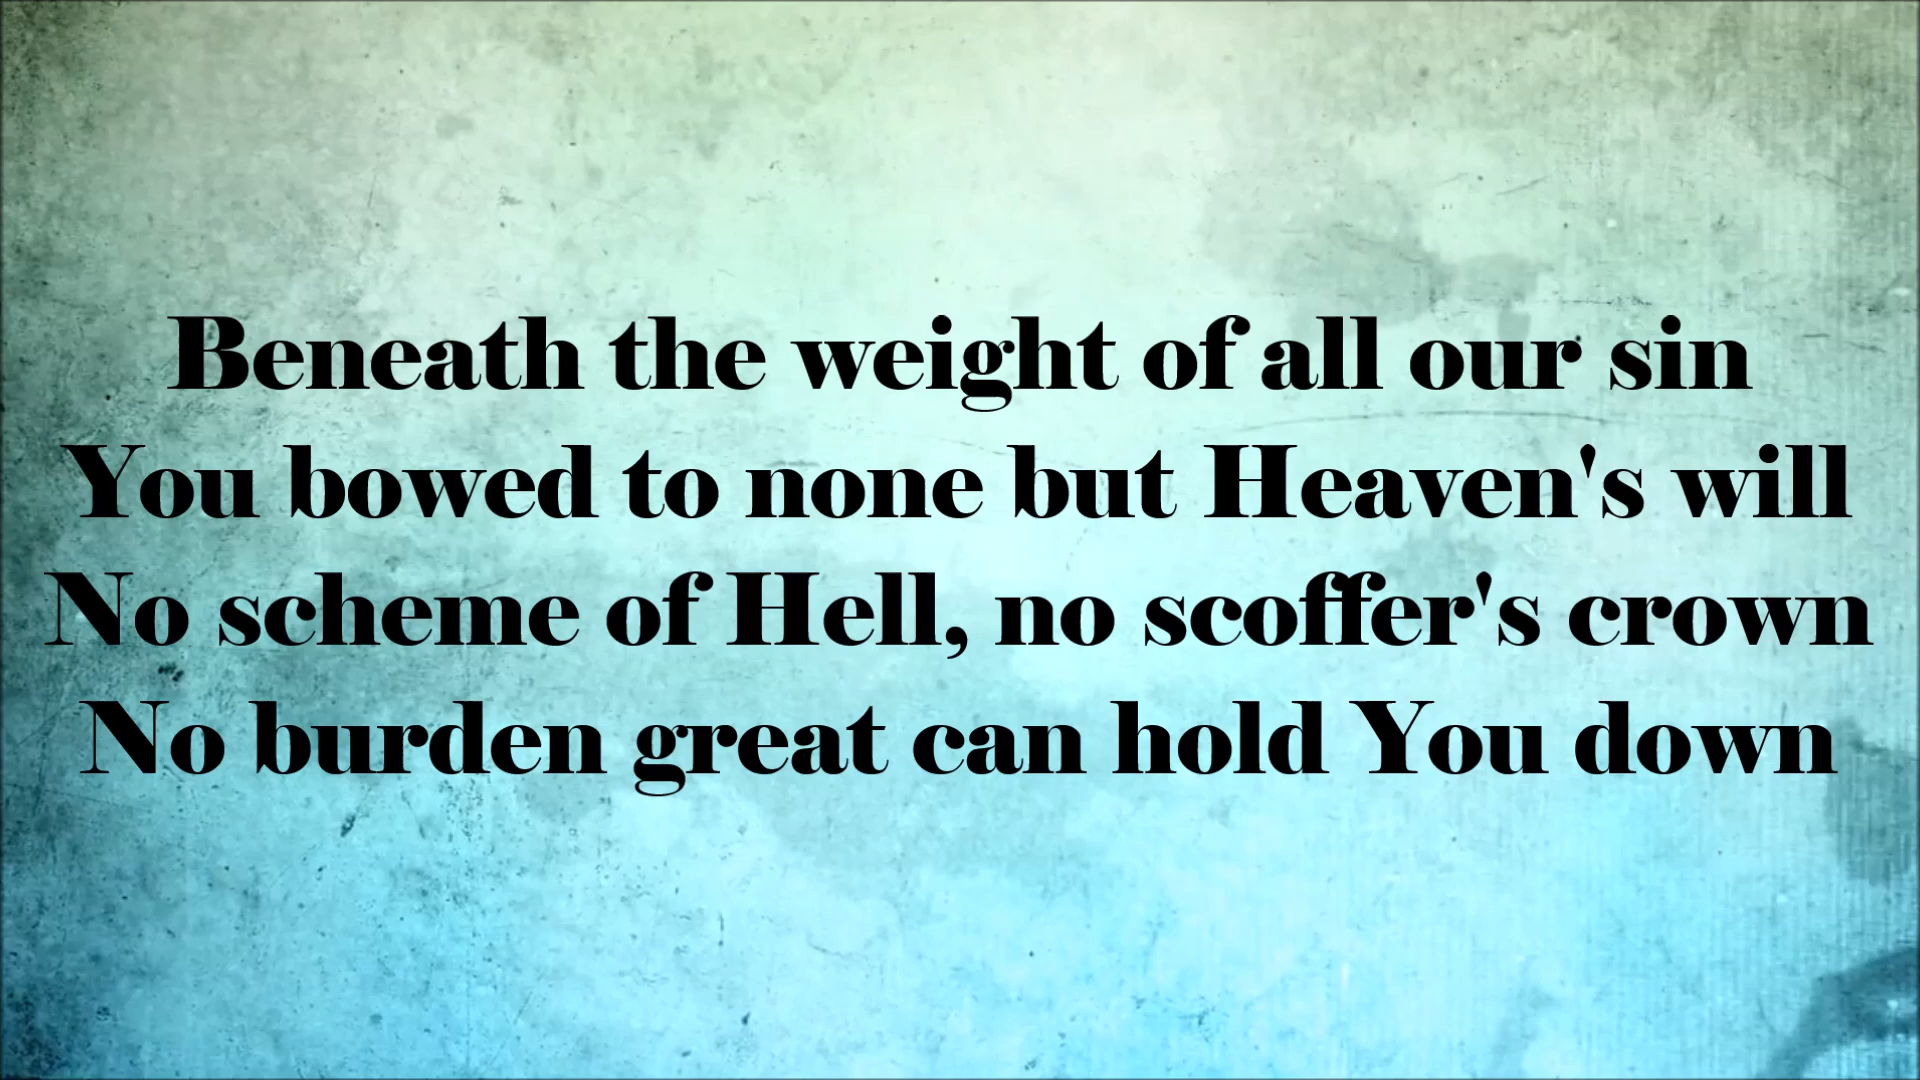 Beneath the weight of all our sin
You bowed to none but Heaven's will
No scheme of Hell, no scoffer's crown
No burden great can hold You down